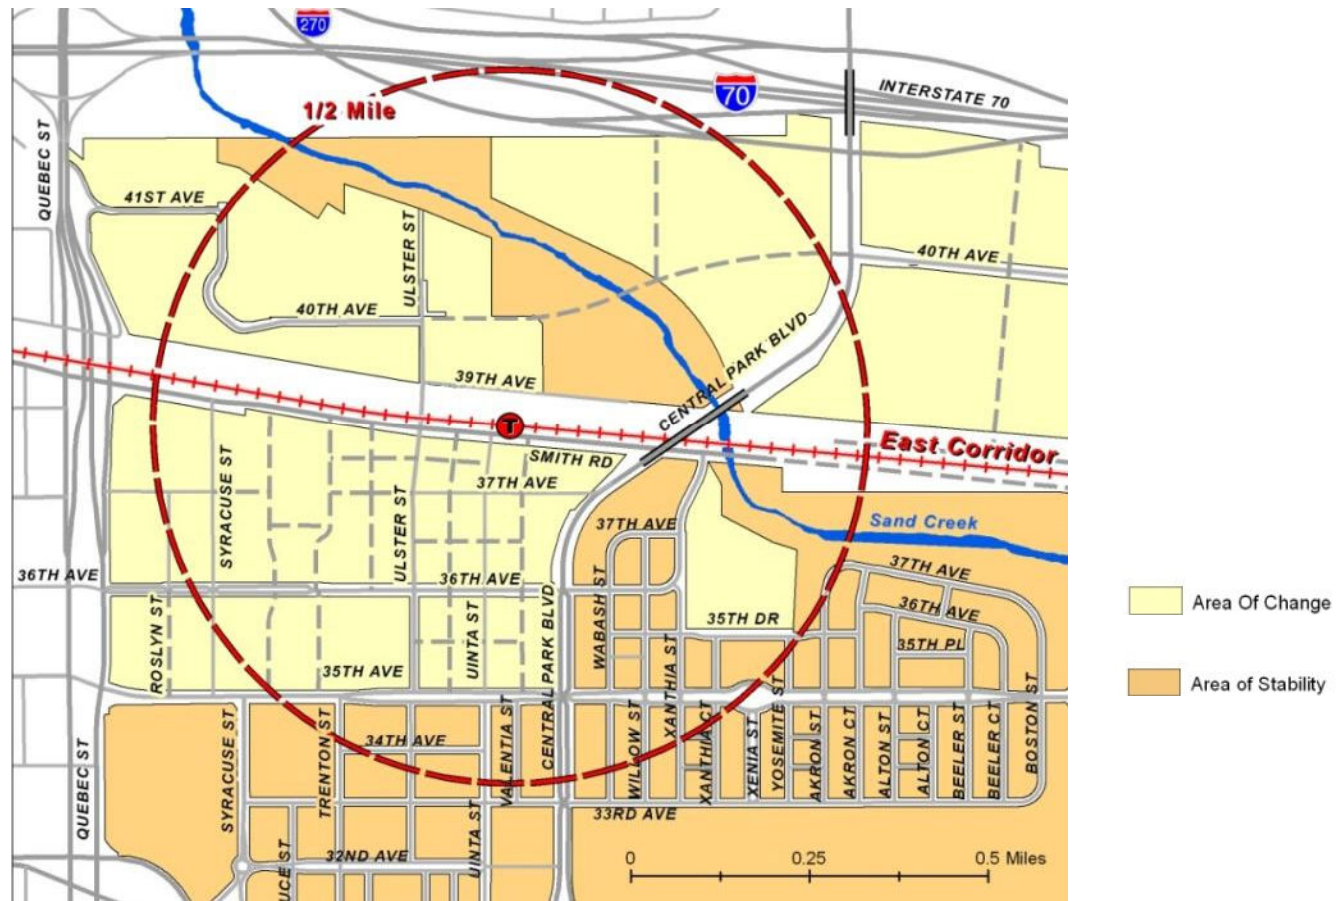 270
70
INTERSTATE 70
1/2 Mile
QUEBEC ST
41ST AVE
ULSTER ST
40TH AVE
40TH AVE
CENTRAL PARK BLVD
39TH AVE
T
East Corridor
SMITH RD
SYRACUSE ST
37TH AVE
ULSTER ST
37TH AVE
Sand Creek
36TH AVE
36TH AVE
37TH AVE
36TH AVE
35TH PL
WABASH ST
35TH DR
ROSLYN ST
UINTA ST
CENTRAL PARK BLVD
XANTHIA ST
35TH AVE
Area Of Change
Area of Stability
QUEBEC ST
SYRACUSE ST
TRENTON ST
34TH AVE
VALENTIA ST
WILLOW ST
XANTHIA CT
XENIA ST
YOSEMITE ST
AKRON ST
AKRON CT
ALTON ST
ALTON CT
BEELER ST
BEELER CT
BOSTON ST
33RD AVE
UINTA ST
32ND AVE
UCE ST
0 0.25 0.5 Miles